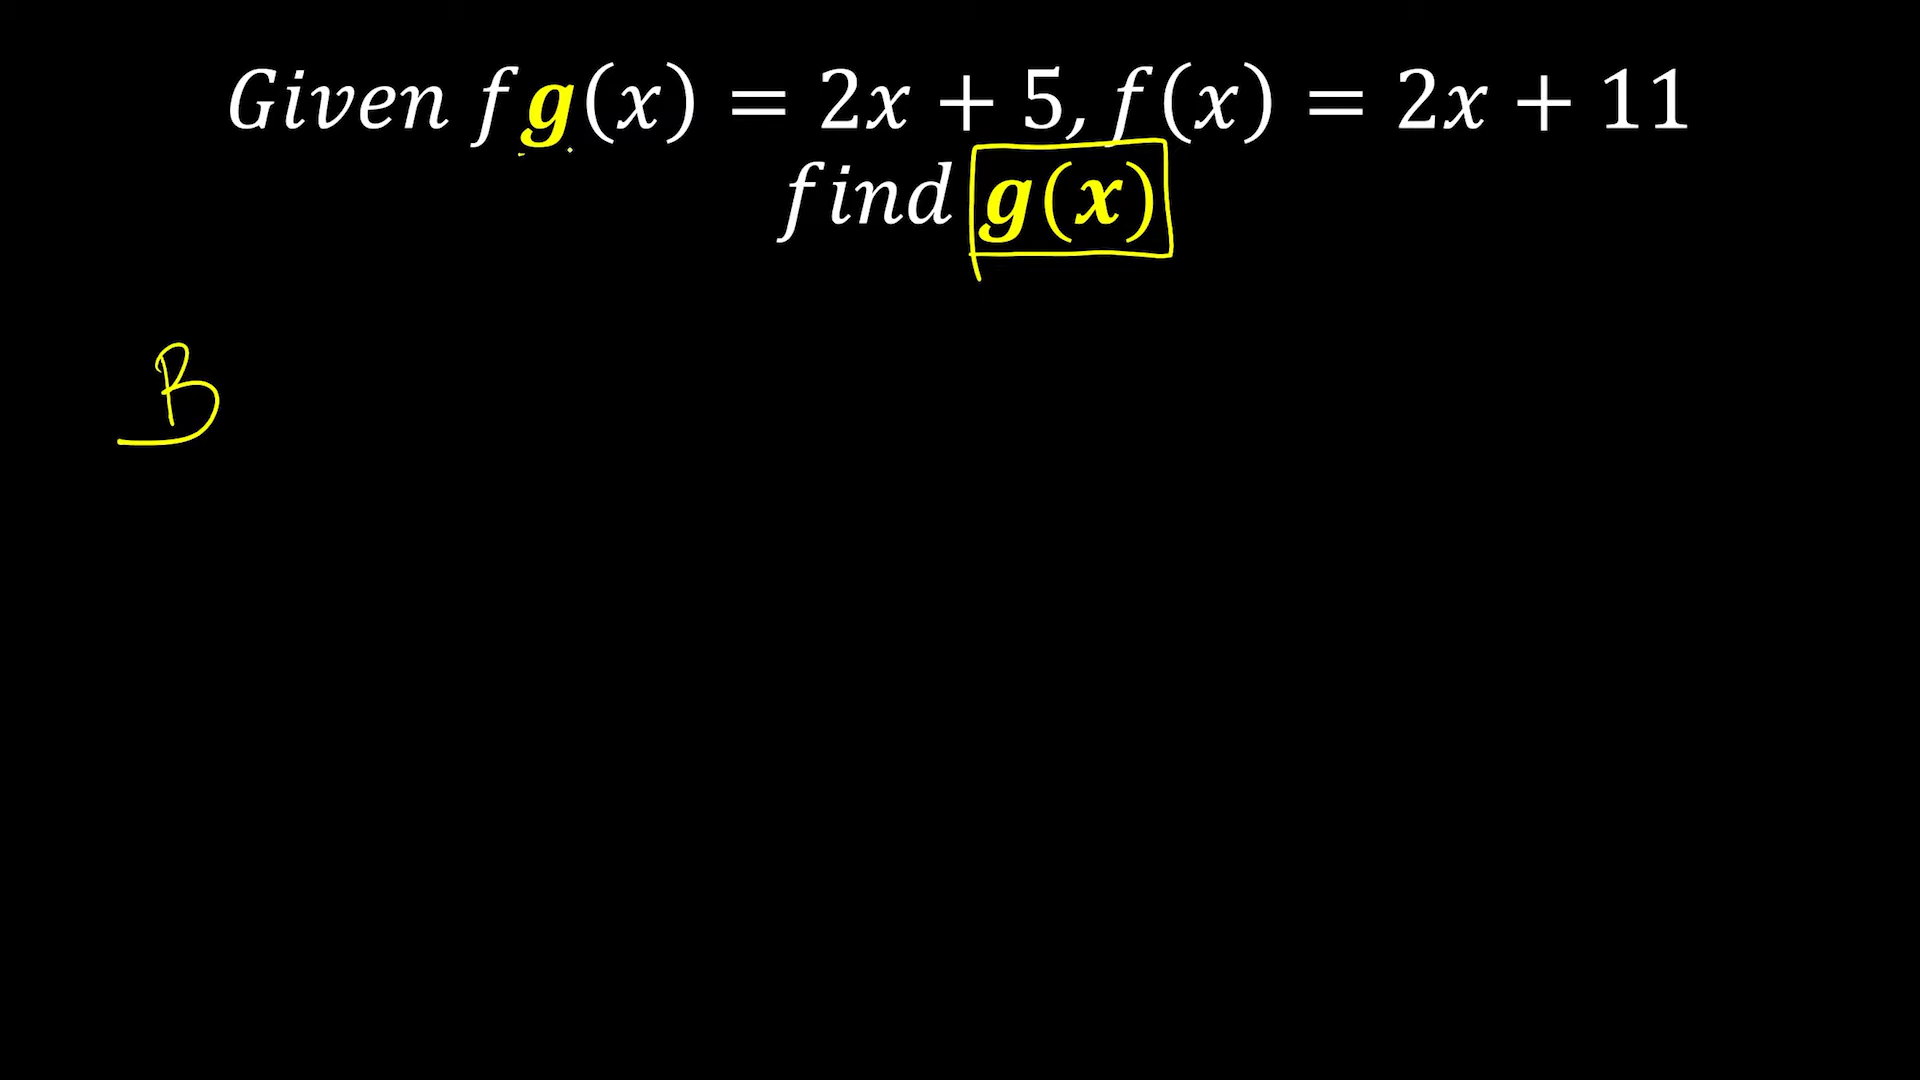 Given fg(x) = 2x + 5, f(x) = 2x + 11
find g(x)
B